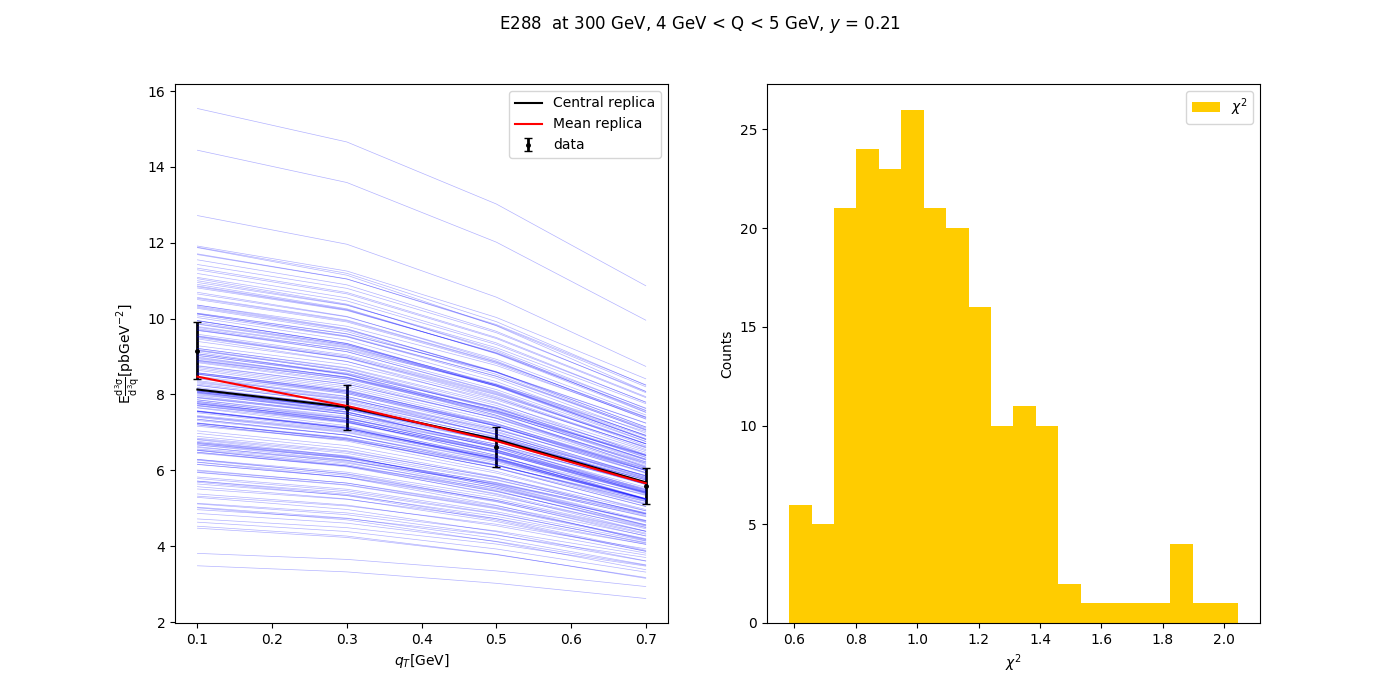 E288 at 300 GeV, 4 GeV < Q < 5 GeV, y = 0.21
16
14
12
10
8
6
4
2
E d³σ/d³q [pbGeV⁻²]
Central replica
Mean replica
data
0.1 0.2 0.3 0.4 0.5 0.6 0.7
q_T[GeV]
25
20
15
10
5
0
Counts
χ²
0.6 0.8 1.0 1.2 1.4 1.6 1.8 2.0
χ²